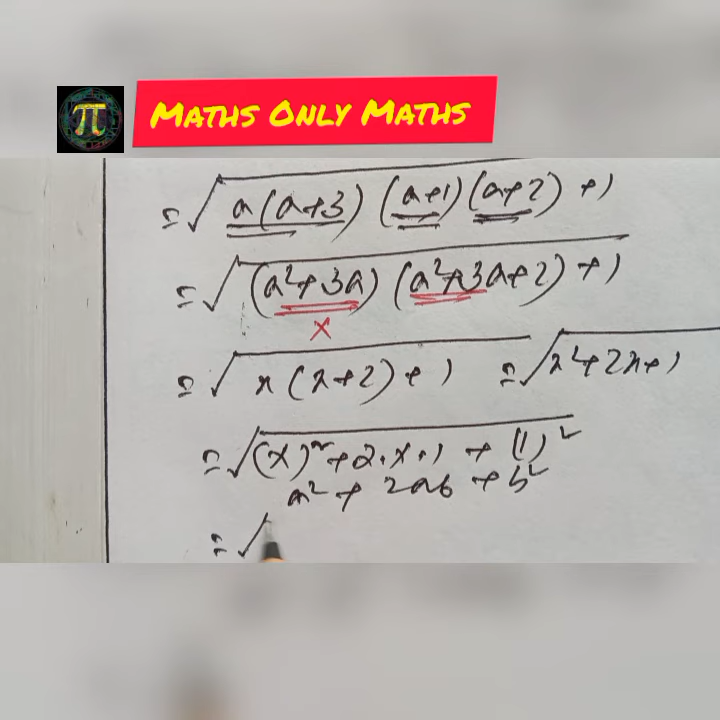 π MATHS ONLY MATHS
= √a(a+3) (a+1) (a+2) + 1
= √(a²+3a) (a²+3a+2) + 1
x
= √x(x+2) + 1 = √x²+2x+1
= √(x)²+2.x.1 + (1)²
a² + 2ab + b²
= √